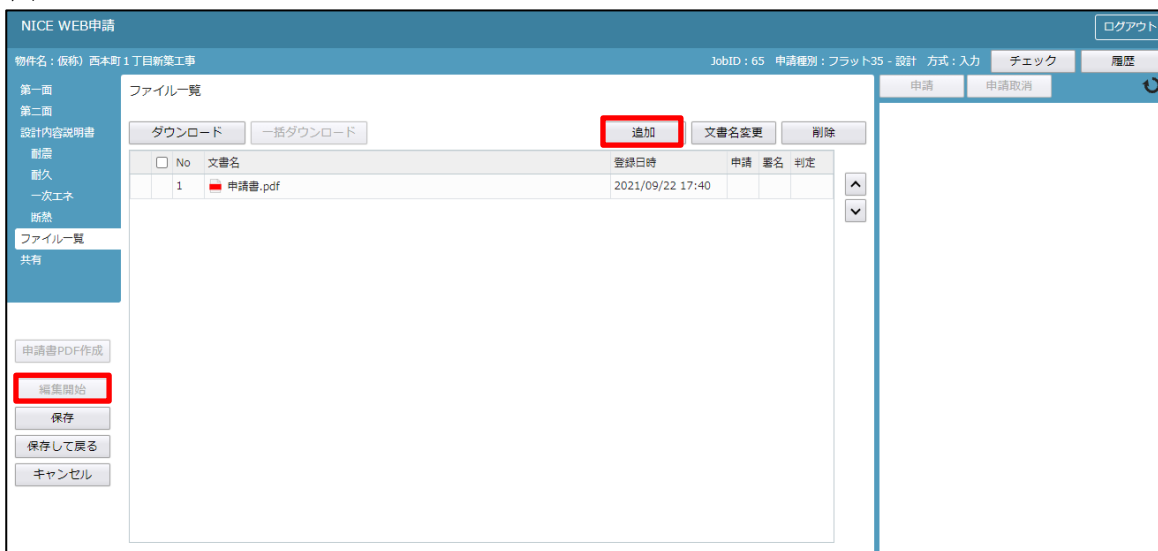 NICE WEB申請
ログアウト
物件名：仮称）西本町１丁目新築工事
JobID：65 申請種別：フラット35 - 設計 方式：入力
チェック
履歴
第一面
第二面
設計内容説明書
耐震
耐久
一次エネ
断熱
ファイル一覧
共有
申請書PDF作成
編集開始
保存
保存して戻る
キャンセル
ファイル一覧
ダウンロード
一括ダウンロード
追加
文書名変更
削除
No 文書名 登録日時 申請 署名 判定
1 申請書.pdf 2021/09/22 17:40
申請
申請取消